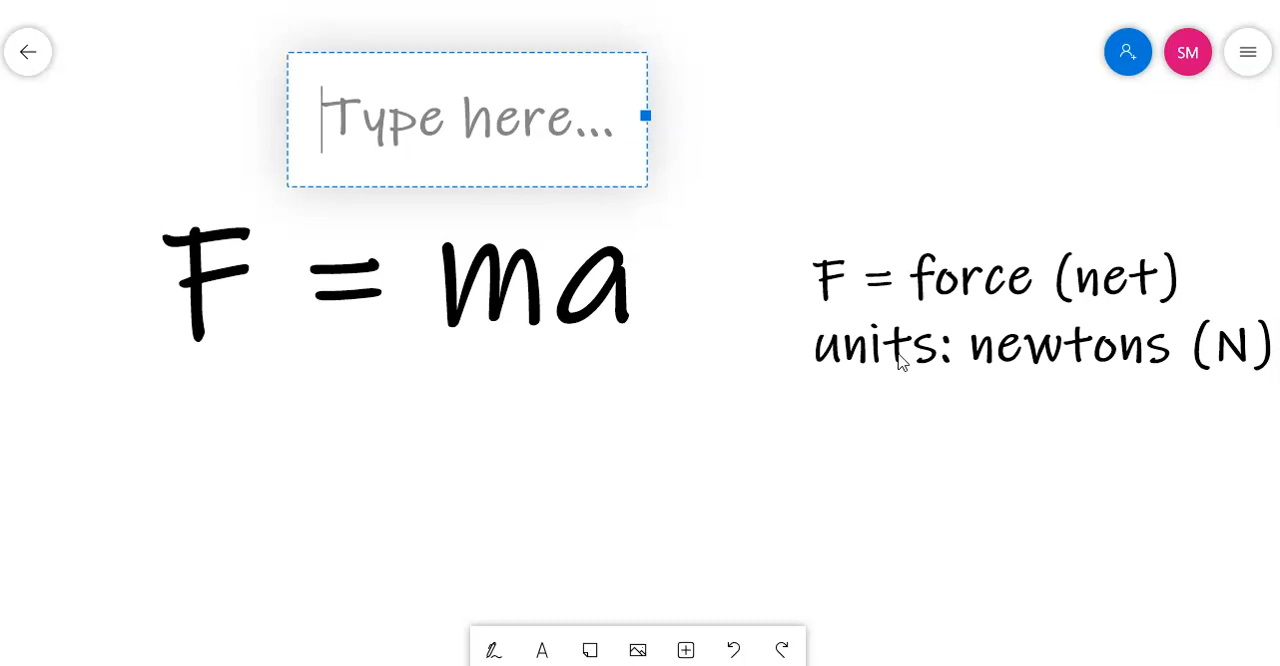 SM
Type here...
F = ma
F = force (net)
units: newtons (N)
A